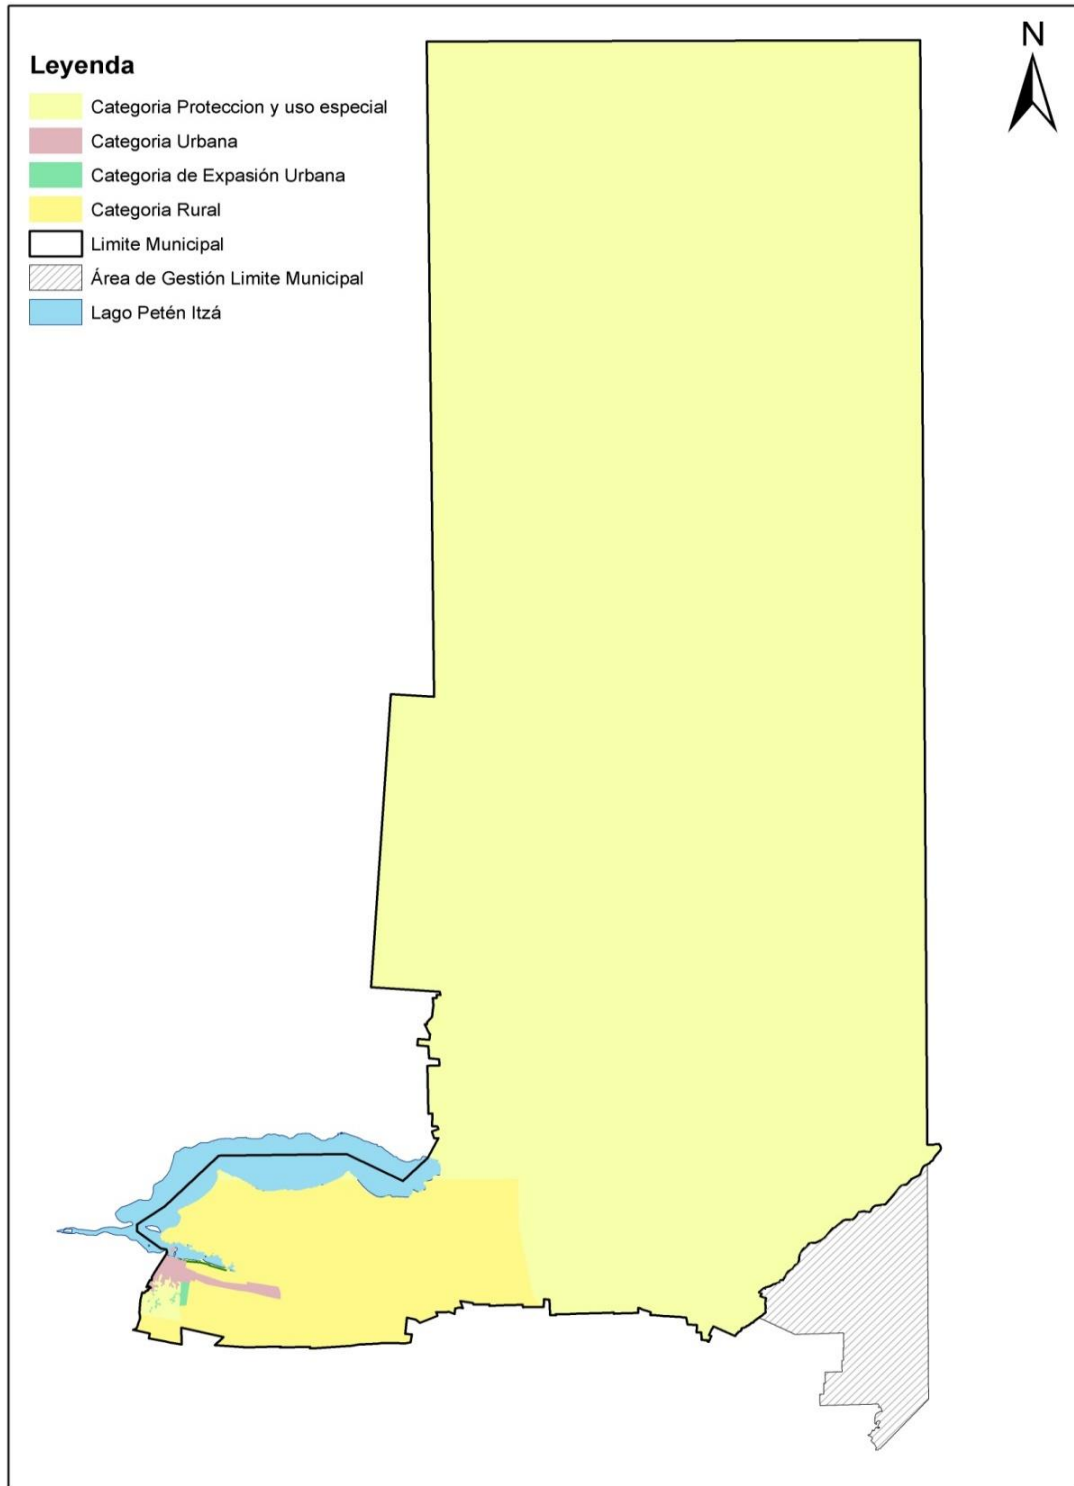 N
Leyenda
Categoria Proteccion y uso especial
Categoria Urbana
Categoria de Expasión Urbana
Categoria Rural
Limite Municipal
Área de Gestión Limite Municipal
Lago Petén Itzá